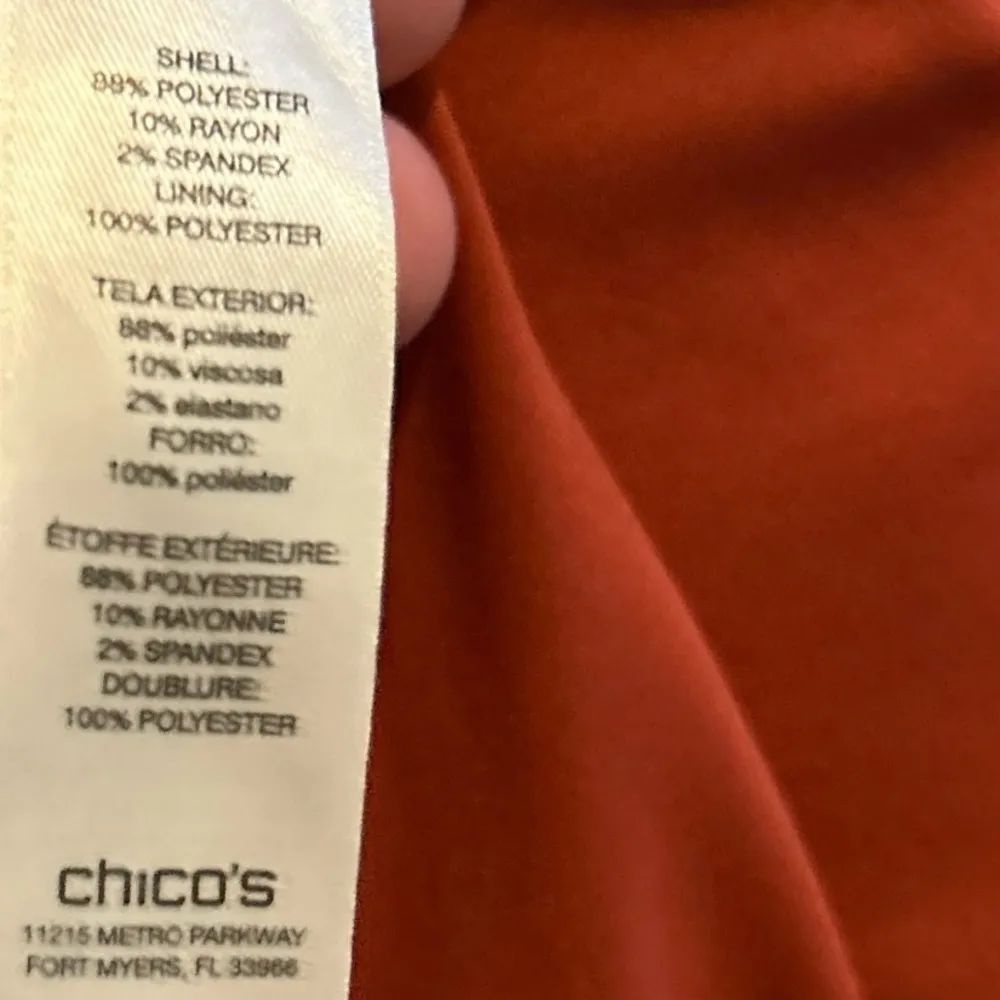 SHELL:
88% POLYESTER
10% RAYON
2% SPANDEX
LINING:
100% POLYESTER
TELA EXTERIOR:
88% poliéster
10% viscosa
2% elastano
FORRO:
100% poliéster
ÉTOFFE EXTÉRIEURE:
88% POLYESTER
10% RAYONNE
2% SPANDEX
DOUBLURE:
100% POLYESTER
chico's
11215 METRO PARKWAY
FORT MYERS, FL 33966